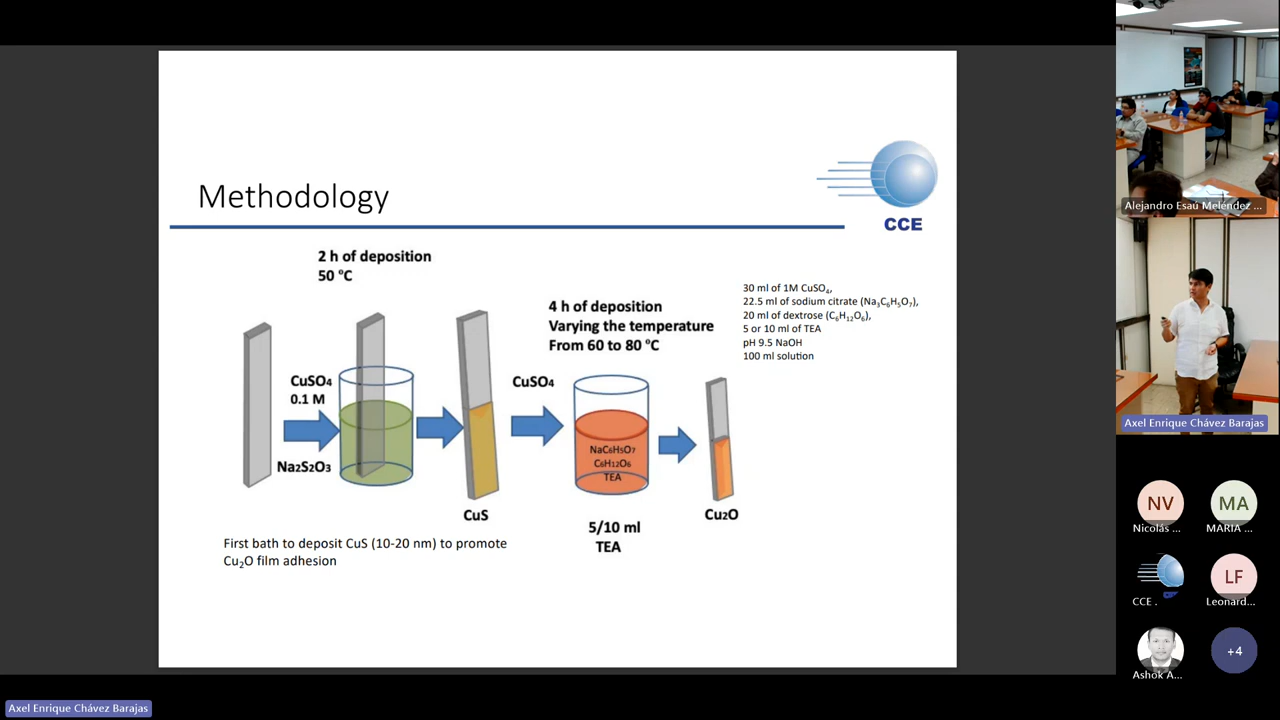 Methodology
CCE
2 h of deposition
50 °C
4 h of deposition
Varying the temperature
From 60 to 80 °C
30 ml of 1M CuSO₄,
22.5 ml of sodium citrate (Na₃C₆H₅O₇),
20 ml of dextrose (C₆H₁₂O₆),
5 or 10 ml of TEA
pH 9.5 NaOH
100 ml solution
CuSO₄
0.1 M
Na₂S₂O₃
CuS
CuSO₄
NaC₆H₅O₇
C₆H₁₂O₆
TEA
5/10 ml
TEA
Cu₂O
First bath to deposit CuS (10-20 nm) to promote
Cu₂O film adhesion
Alejandro Esaú Meléndez ...
Axel Enrique Chávez Barajas
NV
Nicolás ...
MA
MARIA ...
CCE .
LF
Leonard...
Ashok A...
+4
Axel Enrique Chávez Barajas